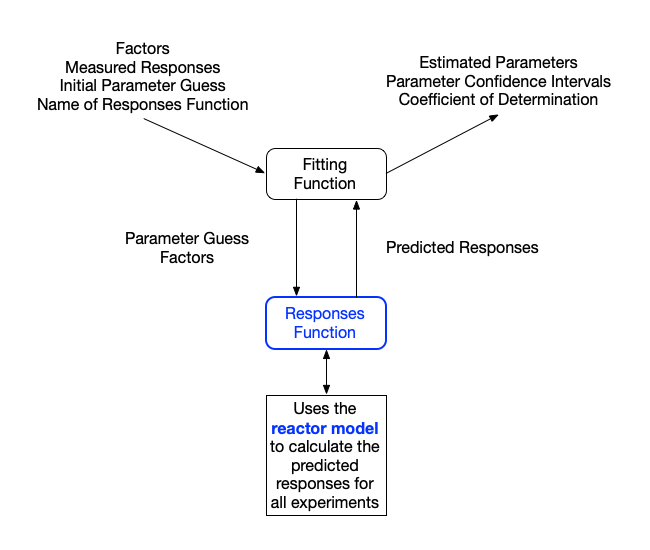 Factors
Measured Responses
Initial Parameter Guess
Name of Responses Function
Estimated Parameters
Parameter Confidence Intervals
Coefficient of Determination
Fitting
Function
Parameter Guess
Factors
Predicted Responses
Responses
Function
Uses the
reactor model
to calculate the
predicted
responses for
all experiments